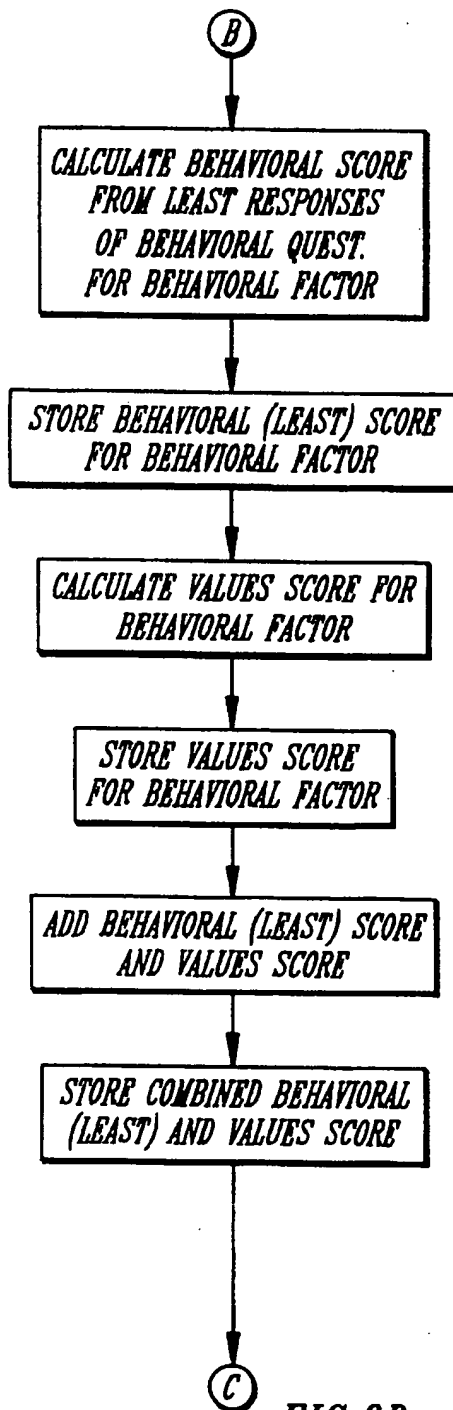 B
CALCULATE BEHAVIORAL SCORE
FROM LEAST RESPONSES
OF BEHAVIORAL QUEST.
FOR BEHAVIORAL FACTOR
STORE BEHAVIORAL (LEAST) SCORE
FOR BEHAVIORAL FACTOR
CALCULATE VALUES SCORE FOR
BEHAVIORAL FACTOR
STORE VALUES SCORE
FOR BEHAVIORAL FACTOR
ADD BEHAVIORAL (LEAST) SCORE
AND VALUES SCORE
STORE COMBINED BEHAVIORAL
(LEAST) AND VALUES SCORE
C